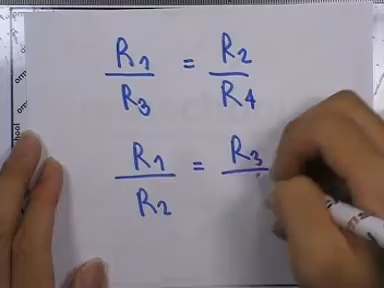 R1/R3 = R2/R4
R1/R2 = R3/